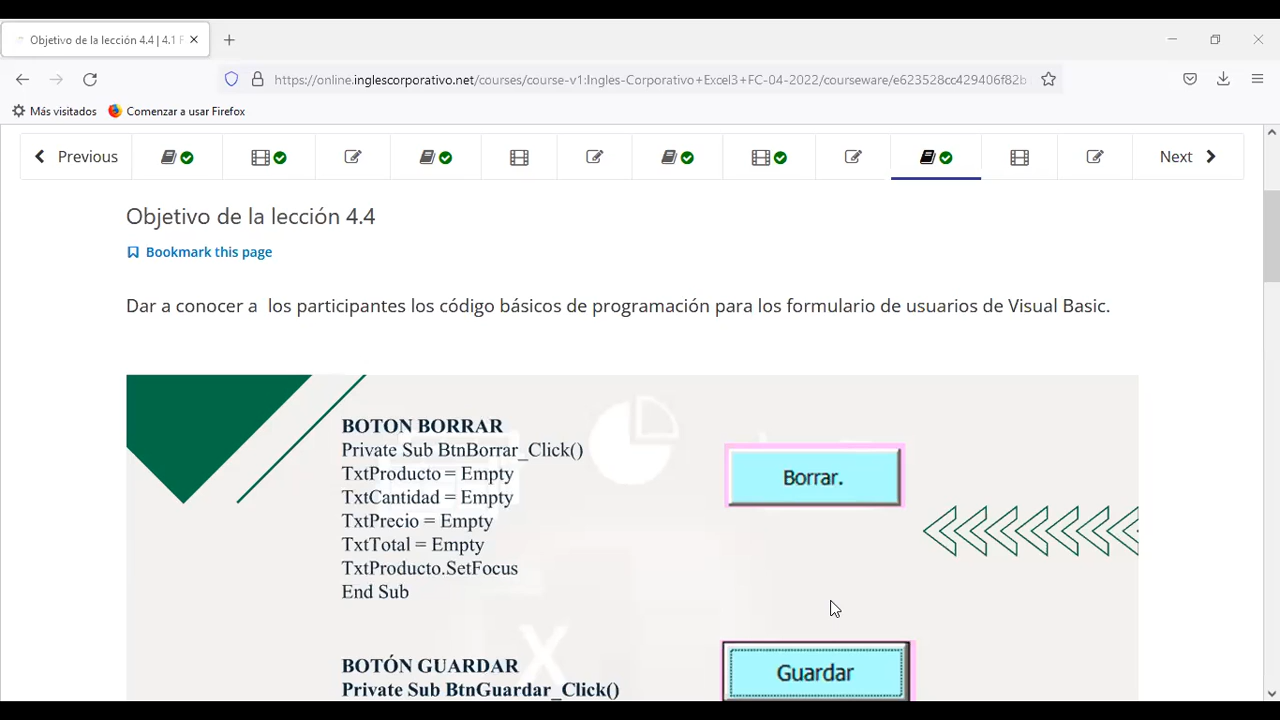 Objetivo de la lección 4.4 | 4.1 F
https://online.inglescorporativo.net/courses/course-v1:Ingles-Corporativo+Excel3+FC-04-2022/courseware/e623528cc429406f82b
Más visitados
Comenzar a usar Firefox
Previous
Next
Objetivo de la lección 4.4
Bookmark this page
Dar a conocer a  los participantes los código básicos de programación para los formulario de usuarios de Visual Basic.
BOTON BORRAR
Private Sub BtnBorrar_Click()
TxtProducto = Empty
TxtCantidad = Empty
TxtPrecio = Empty
TxtTotal = Empty
TxtProducto.SetFocus
End Sub
Borrar.
BOTÓN GUARDAR
Private Sub BtnGuardar_Click()
Guardar